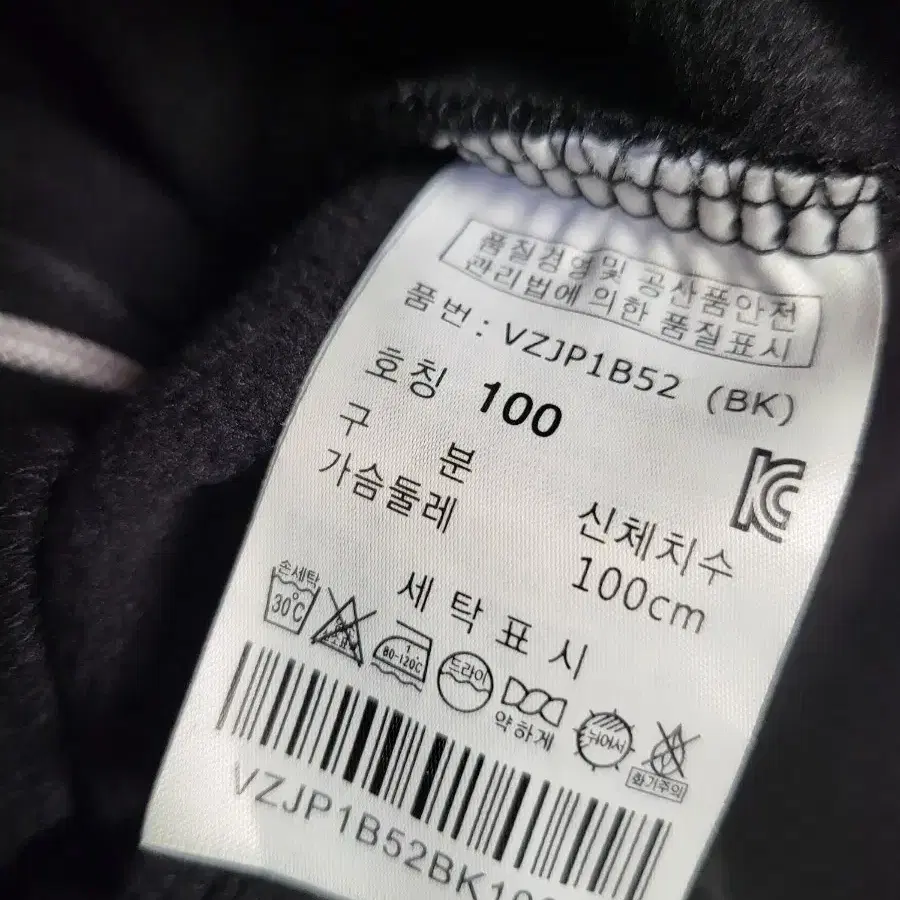 품질경영및 공산품안전
관리법에 의한 품질표시
품번 : VZJP1B52 (BK)
호칭 100
구 분 신체치수
가슴둘레 100cm
세 탁 표 시
손세탁
30℃
80-120℃
드라이
약하게
뉘어서
화기주의
VZJP1B52BK10